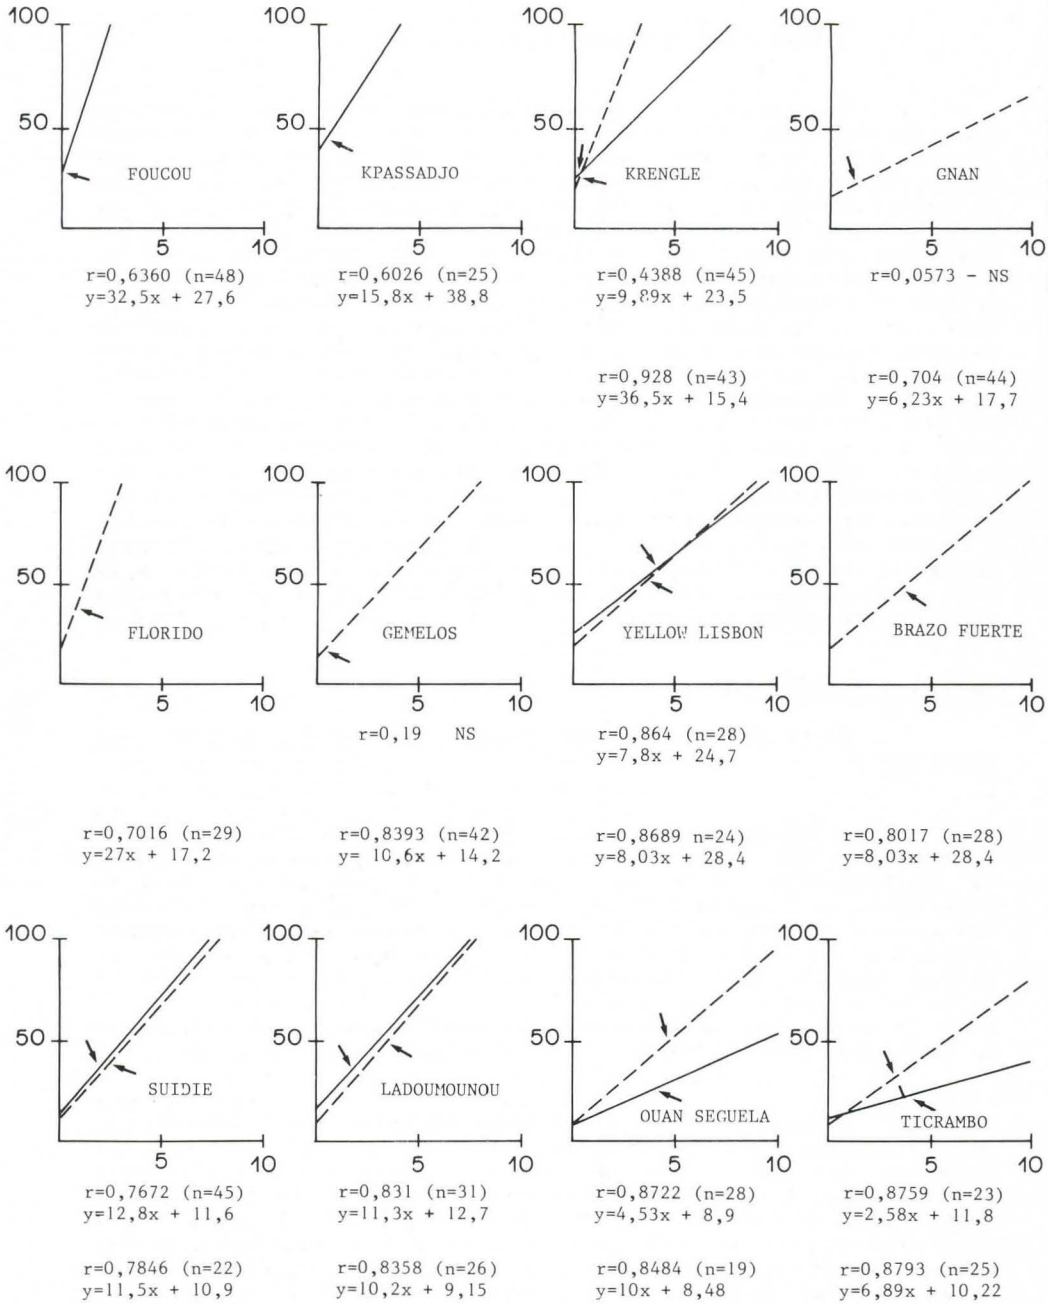 100 100 100 100
50 50 50 50
FOUCOU KPASSADJO KRENGLE GNAN
5 10 5 10 5 10 5 10
r=0,6360 (n=48) r=0,6026 (n=25) r=0,4388 (n=45) r=0,0573 - NS
y=32,5x + 27,6 y=15,8x + 38,8 y=9,89x + 23,5
r=0,928 (n=43) r=0,704 (n=44)
y=36,5x + 15,4 y=6,23x + 17,7
100 100 100 100
50 50 50 50
FLORIDO GEMELOS YELLOW LISBON BRAZO FUERTE
5 10 5 10 5 10 5 10
r=0,19 NS r=0,864 (n=28)
y=7,8x + 24,7
r=0,7016 (n=29) r=0,8393 (n=42) r=0,8689 n=24) r=0,8017 (n=28)
y=27x + 17,2 y= 10,6x + 14,2 y=8,03x + 28,4 y=8,03x + 28,4
100 100 100 100
50 50 50 50
SUIDIE LADOUMOUNOU OUAN SEGUELA TICRAMBO
5 10 5 10 5 10 5 10
r=0,7672 (n=45) r=0,831 (n=31) r=0,8722 (n=28) r=0,8759 (n=23)
y=12,8x + 11,6 y=11,3x + 12,7 y=4,53x + 8,9 y=2,58x + 11,8
r=0,7846 (n=22) r=0,8358 (n=26) r=0,8484 (n=19) r=0,8793 (n=25)
y=11,5x + 10,9 y=10,2x + 9,15 y=10x + 8,48 y=6,89x + 10,22